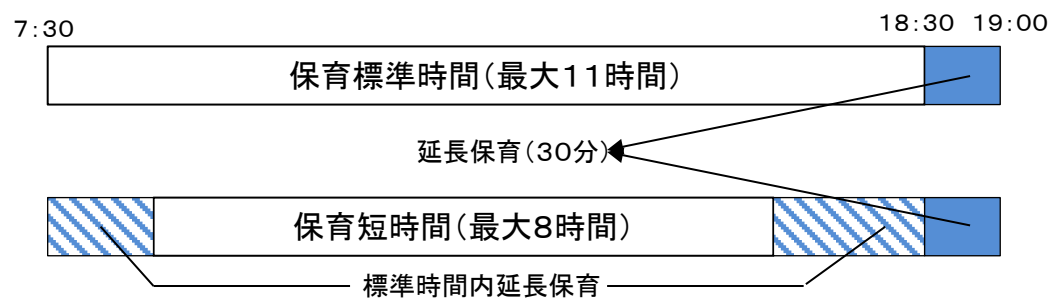 7:30 18:30 19:00
保育標準時間(最大11時間)
延長保育(30分)
保育短時間(最大8時間)
標準時間内延長保育